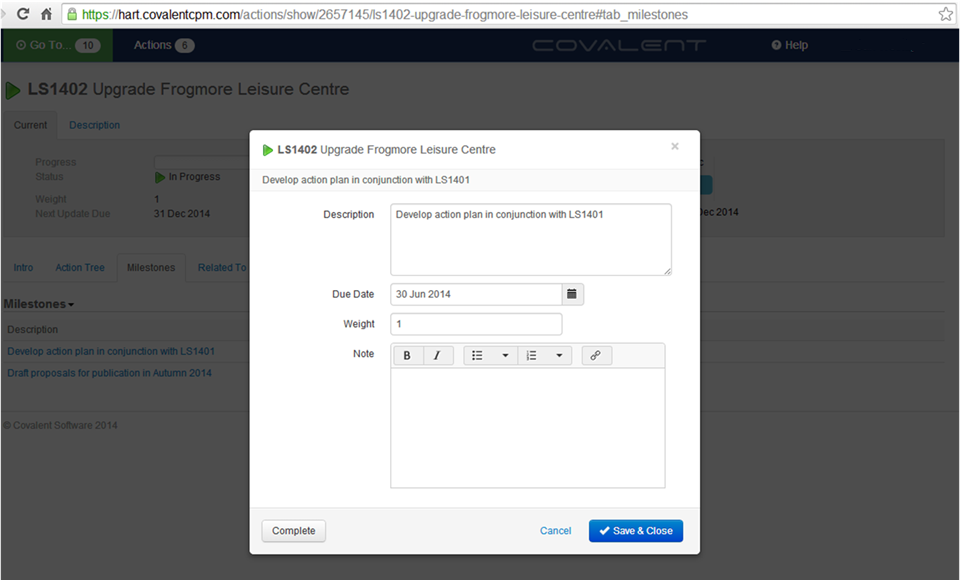 https://hart.covalentcpm.com/actions/show/2657145/ls1402-upgrade-frogmore-leisure-centre#tab_milestones
Go To... 10 Actions 6 COVALENT Help
LS1402 Upgrade Frogmore Leisure Centre
Current Description
Progress
Status In Progress
Weight 1
Next Update Due 31 Dec 2014
Dec 2014
Intro Action Tree Milestones Related To
Milestones
Description
Develop action plan in conjunction with LS1401
Draft proposals for publication in Autumn 2014
© Covalent Software 2014
LS1402 Upgrade Frogmore Leisure Centre ×
Develop action plan in conjunction with LS1401
Description Develop action plan in conjunction with LS1401
Due Date 30 Jun 2014
Weight 1
Note B I
Complete Cancel Save & Close